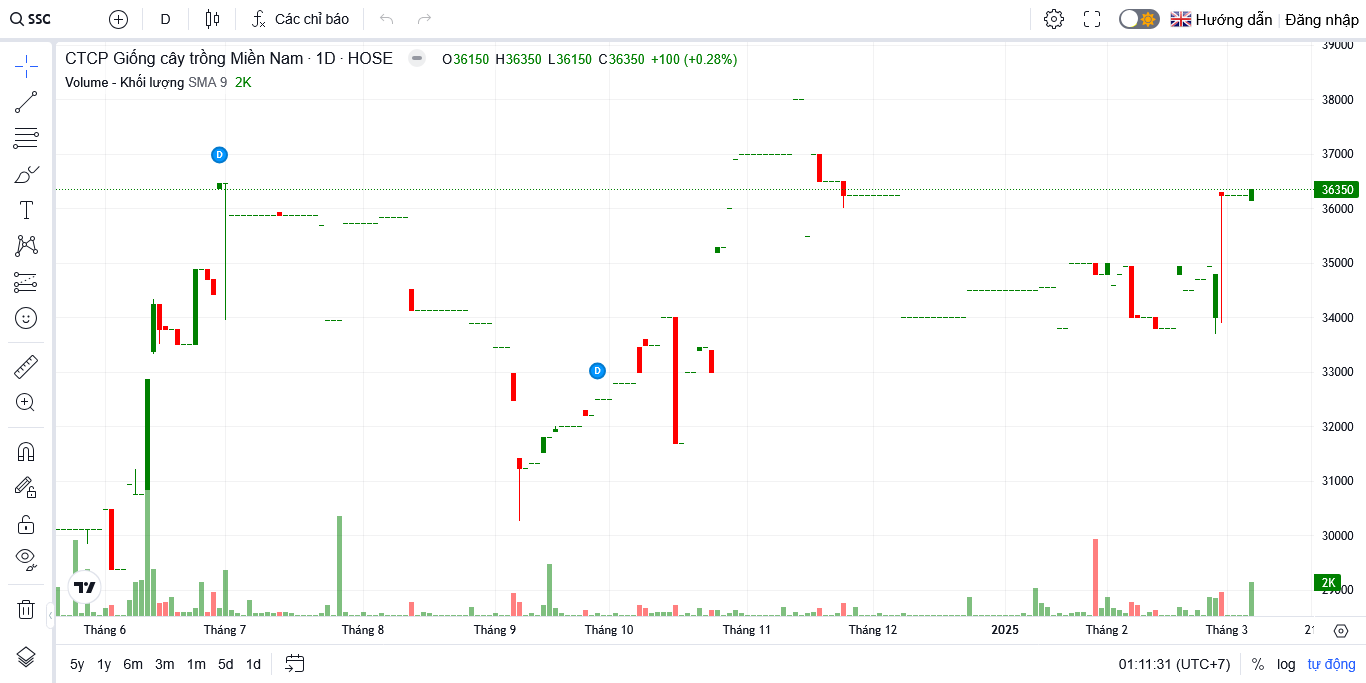 SSC D Các chỉ báo Hướng dẫn Đăng nhập
CTCP Giống cây trồng Miền Nam · 1D · HOSE O36150 H36350 L36150 C36350 +100 (+0.28%)
Volume - Khối lượng SMA 9 2K
39000
38000
37000
36350
36000
35000
34000
33000
32000
31000
30000
2K
29000
D
D
Tháng 6 Tháng 7 Tháng 8 Tháng 9 Tháng 10 Tháng 11 Tháng 12 2025 Tháng 2 Tháng 3 21
5y 1y 6m 3m 1m 5d 1d 01:11:31 (UTC+7) % log tự động